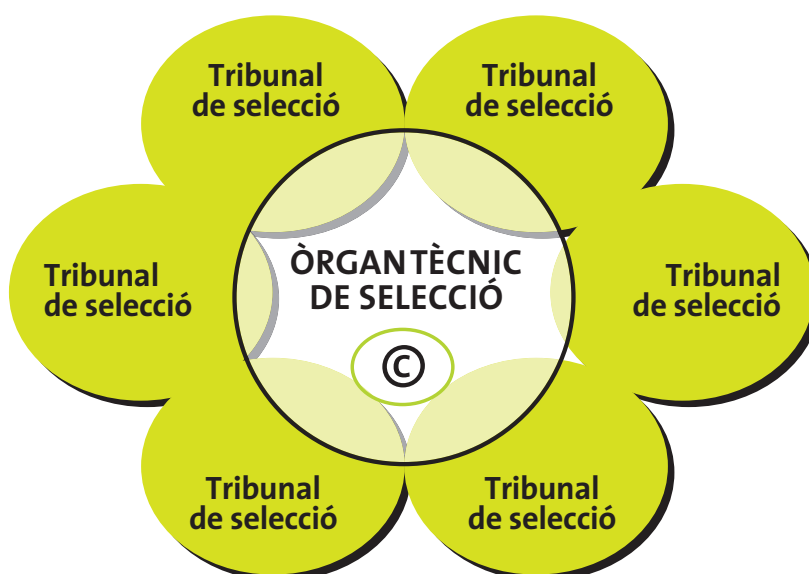 Tribunal
de selecció
Tribunal
de selecció
Tribunal
de selecció
ÒRGAN TÈCNIC
DE SELECCIÓ
©
Tribunal
de selecció
Tribunal
de selecció
Tribunal
de selecció